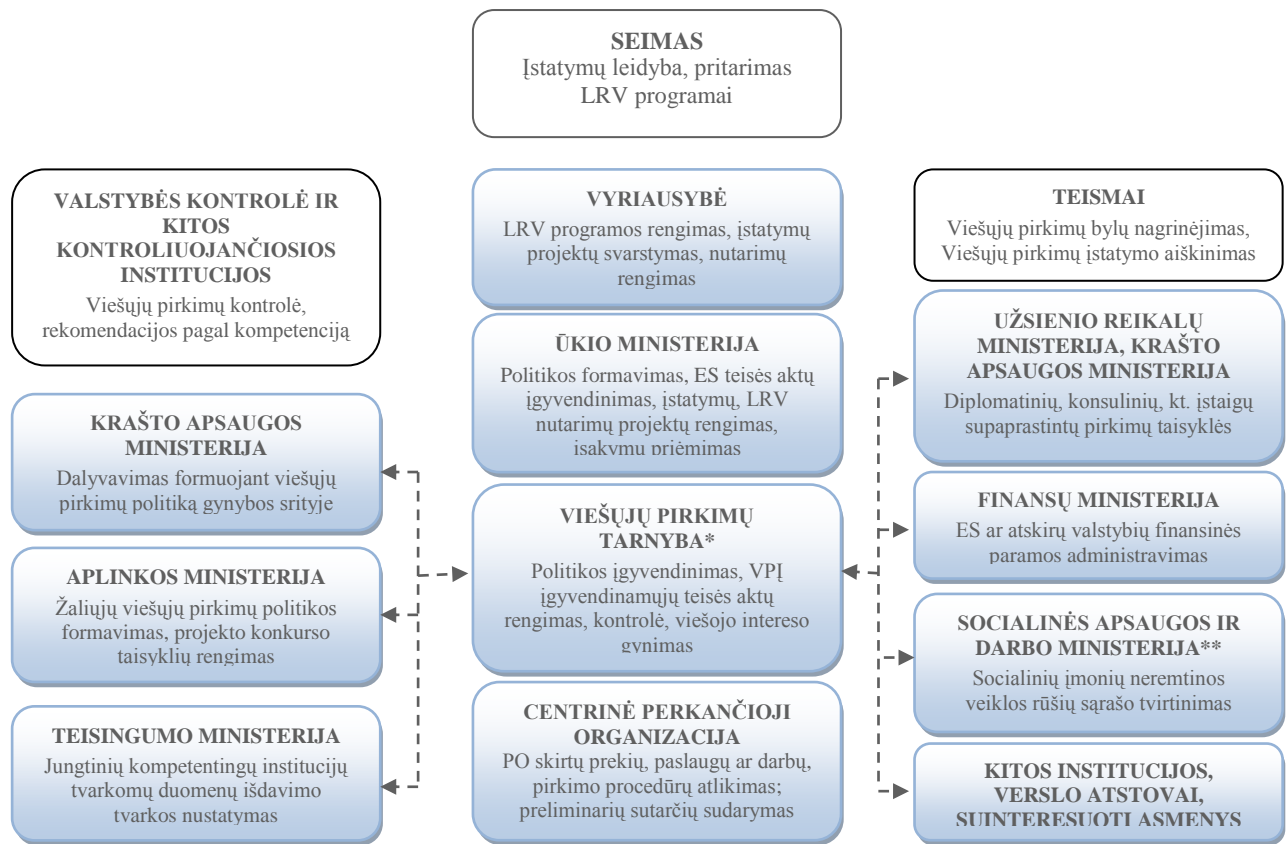 SEIMAS
Įstatymų leidyba, pritarimas
LRV programai
VALSTYBĖS KONTROLĖ IR
KITOS
KONTROLIUOJANČIOSIOS
INSTITUCIJOS
Viešųjų pirkimų kontrolė,
rekomendacijos pagal kompetenciją
KRAŠTO APSAUGOS
MINISTERIJA
Dalyvavimas formuojant viešųjų
pirkimų politiką gynybos srityje
APLINKOS MINISTERIJA
Žaliųjų viešųjų pirkimų politikos
formavimas, projekto konkurso
taisyklių rengimas
TEISINGUMO MINISTERIJA
Jungtinių kompetentingų institucijų
tvarkomų duomenų išdavimo
tvarkos nustatymas
VYRIAUSYBĖ
LRV programos rengimas, įstatymų
projektų svarstymas, nutarimų
rengimas
ŪKIO MINISTERIJA
Politikos formavimas, ES teisės aktų
įgyvendinimas, įstatymų, LRV
nutarimų projektų rengimas,
įsakymų priėmimas
VIEŠŲJŲ PIRKIMŲ
TARNYBA*
Politikos įgyvendinimas, VPĮ
įgyvendinamųjų teisės aktų
rengimas, kontrolė, viešojo intereso
gynimas
CENTRINĖ PERKANČIOJI
ORGANIZACIJA
PO skirtų prekių, paslaugų ar darbų,
pirkimo procedūrų atlikimas;
preliminarių sutarčių sudarymas
TEISMAI
Viešųjų pirkimų bylų nagrinėjimas,
Viešųjų pirkimų įstatymo aiškinimas
UŽSIENIO REIKALŲ
MINISTERIJA, KRAŠTO
APSAUGOS MINISTERIJA
Diplomatinių, konsulinių, kt. įstaigų
supaprastintų pirkimų taisyklės
FINANSŲ MINISTERIJA
ES ar atskirų valstybių finansinės
paramos administravimas
SOCIALINĖS APSAUGOS IR
DARBO MINISTERIJA**
Socialinių įmonių neremtinos
veiklos rūšių sąrašo tvirtinimas
KITOS INSTITUCIJOS,
VERSLO ATSTOVAI,
SUINTERESUOTI ASMENYS